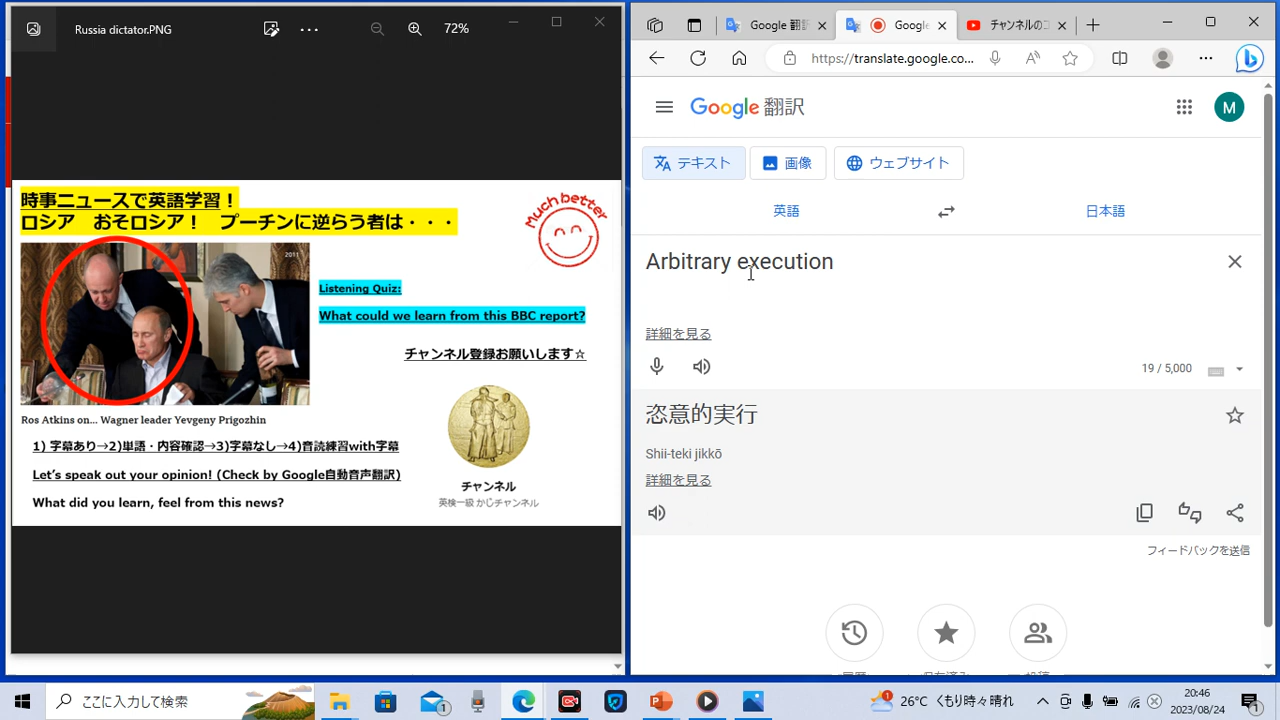 Russia dictator.PNG
72%
時事ニュースで英語学習！
ロシア　おそロシア！　プーチンに逆らう者は・・・
Much better
2011
Listening Quiz:
What could we learn from this BBC report?
チャンネル登録お願いします☆
Ros Atkins on... Wagner leader Yevgeny Prigozhin
1) 字幕あり→2)単語・内容確認→3)字幕なし→4)音読練習with字幕
Let's speak out your opinion! (Check by Google自動音声翻訳)
What did you learn, feel from this news?
チャンネル
英検一級 かじチャンネル
Google 翻訳
Google
チャンネルのコ
https://translate.google.co...
Google 翻訳
M
テキスト
画像
ウェブサイト
英語
日本語
Arbitrary execution
詳細を見る
19 / 5,000
恣意的実行
Shii-teki jikkō
詳細を見る
フィードバックを送信
ここに入力して検索
1
26°C くもり時々晴れ
20:46
2023/08/24
1